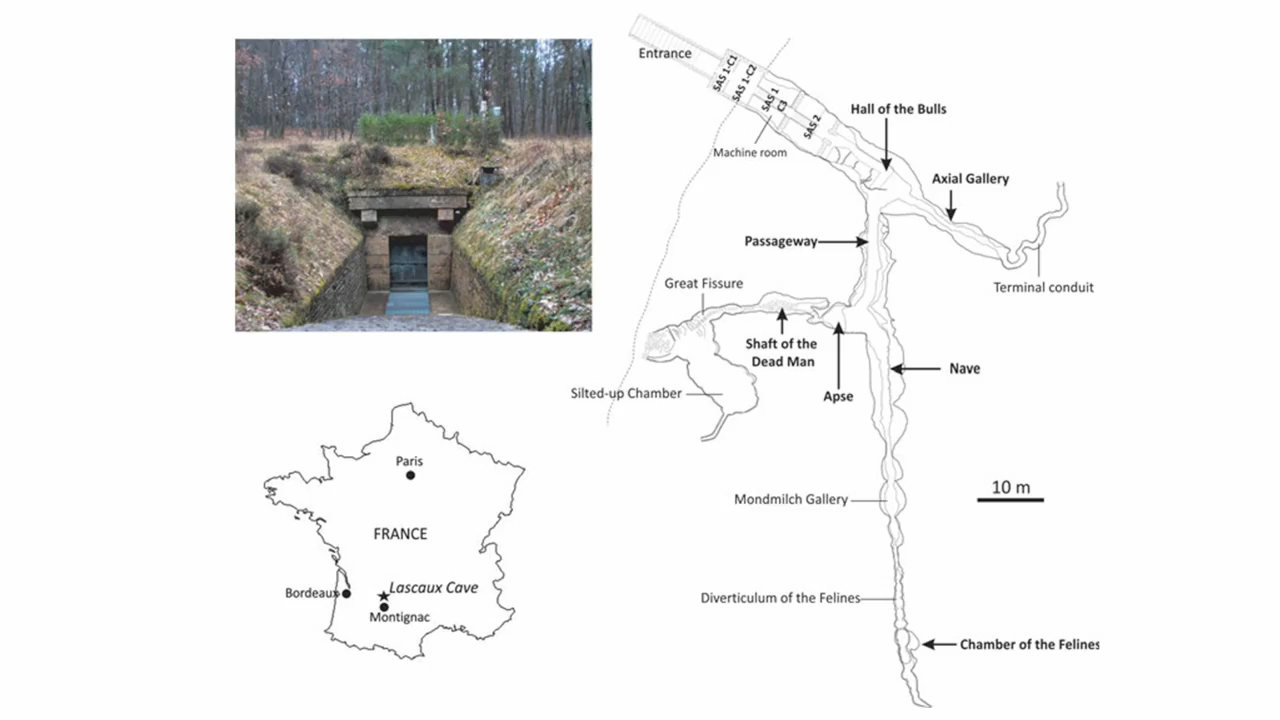 Entrance
SAS 1-C1
SAS 1-C2
SAS 1
C3
SAS 2
Machine room
Hall of the Bulls
Axial Gallery
Passageway
Terminal conduit
Great Fissure
Shaft of the
Dead Man
Nave
Silted-up Chamber
Apse
Mondmilch Gallery
10 m
Diverticulum of the Felines
Chamber of the Felines
Paris
FRANCE
Lascaux Cave
Bordeaux
Montignac